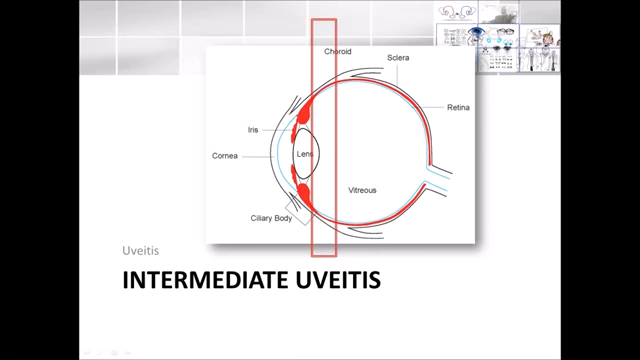 Choroid
Sclera
Retina
Iris
Lens
Cornea
Vitreous
Ciliary Body
Uveitis
INTERMEDIATE UVEITIS